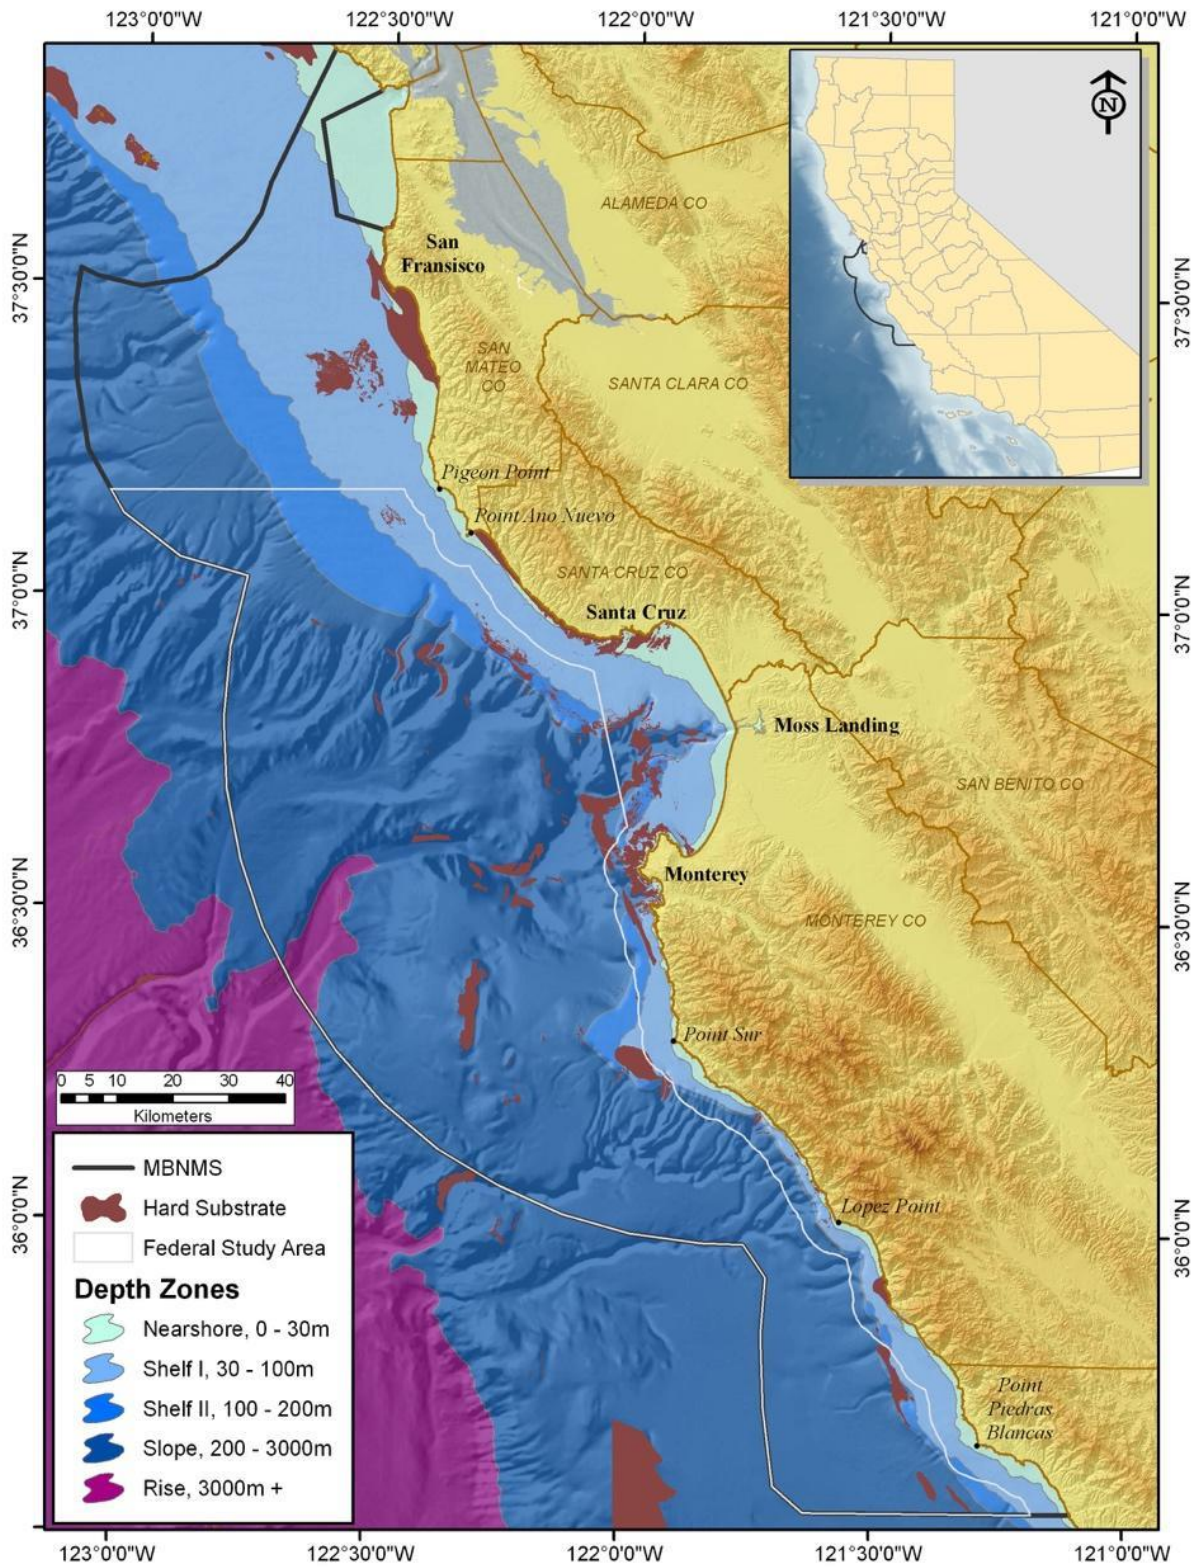 123°0'0"W 122°30'0"W 122°0'0"W 121°30'0"W 121°0'0"W
N
ALAMEDA CO
San
Fransisco
37°30'0"N
37°30'0"N
SAN
MATEO
CO
SANTA CLARA CO
Pigeon Point
Point Ano Nuevo
SANTA CRUZ CO
37°0'0"N
37°0'0"N
Santa Cruz
Moss Landing
SAN BENITO CO
Monterey
36°30'0"N
36°30'0"N
MONTEREY CO
Point Sur
0 5 10 20 30 40
Kilometers
MBNMS
Hard Substrate
Federal Study Area
Depth Zones
Nearshore, 0 - 30m
Shelf I, 30 - 100m
Shelf II, 100 - 200m
Slope, 200 - 3000m
Rise, 3000m +
Lopez Point
36°0'0"N
36°0'0"N
Point
Piedras
Blancas
123°0'0"W 122°30'0"W 122°0'0"W 121°30'0"W 121°0'0"W